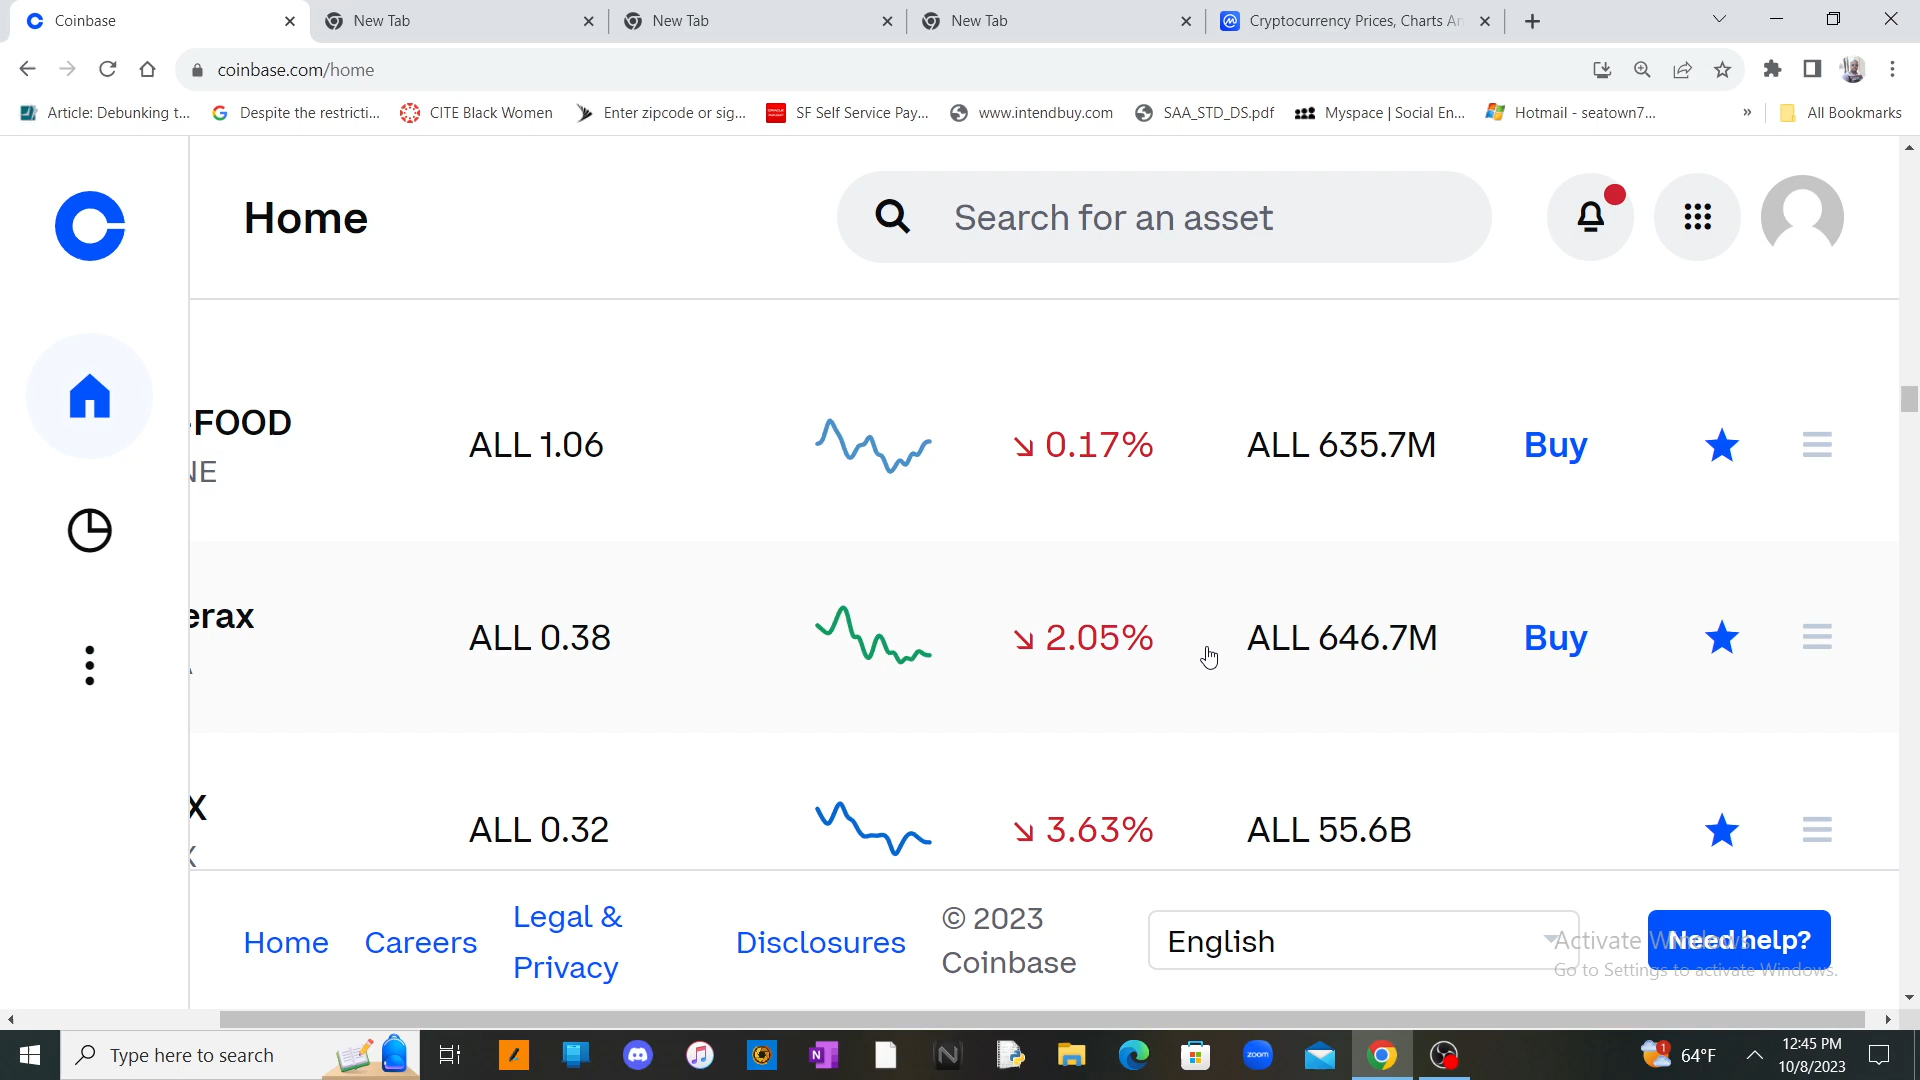 Coinbase
New Tab
New Tab
New Tab
Cryptocurrency Prices, Charts An
coinbase.com/home
Article: Debunking t...
Despite the restricti...
CITE Black Women
Enter zipcode or sig...
SF Self Service Pay...
www.intendbuy.com
SAA_STD_DS.pdf
Myspace | Social En...
Hotmail - seatown7...
»
All Bookmarks
Home
Search for an asset
-FOOD
NE
ALL 1.06
0.17%
ALL 635.7M
Buy
erax
ALL 0.38
2.05%
ALL 646.7M
Buy
X
X
ALL 0.32
3.63%
ALL 55.6B
Home
Careers
Legal &
Privacy
Disclosures
© 2023
Coinbase
English
Need help?
Activate Windows
Go to Settings to activate Windows.
Type here to search
zoom
1
64°F
12:45 PM
10/8/2023